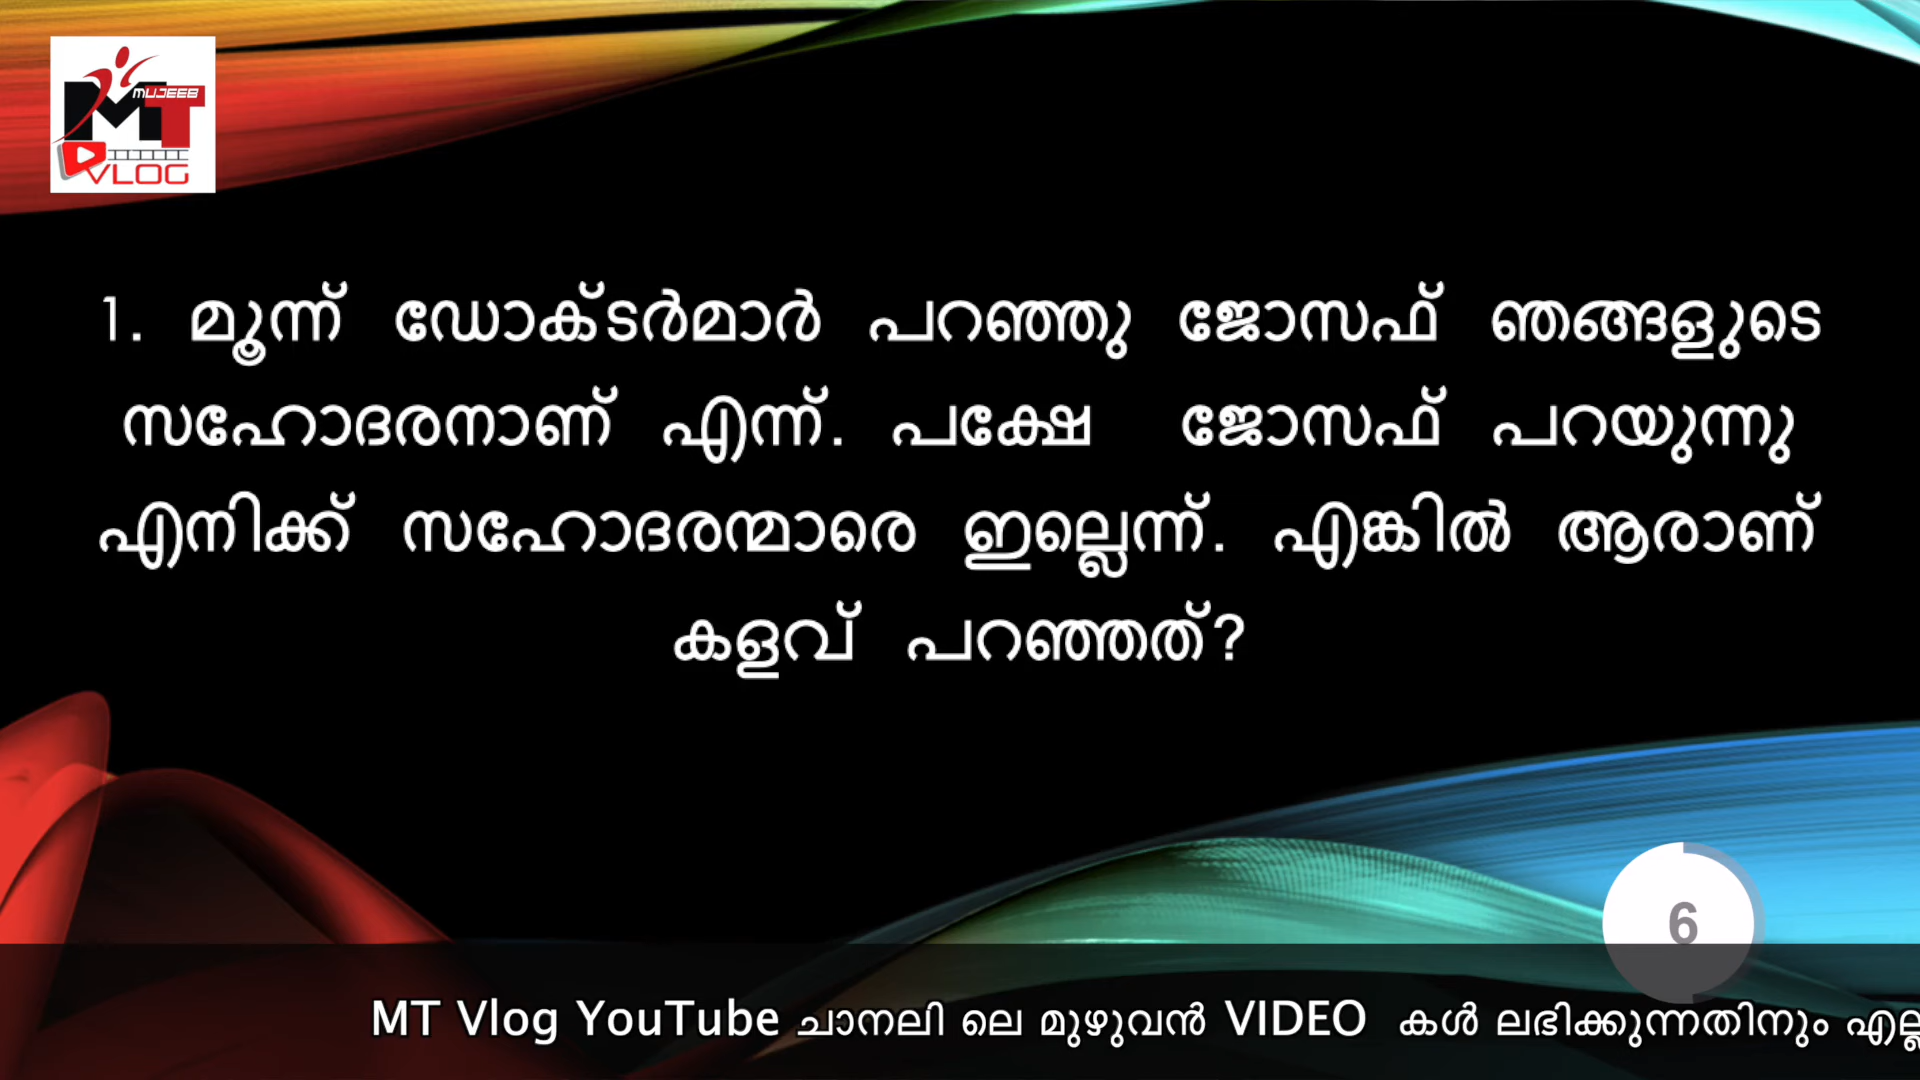 MUJEEB
MT
VLOG
1. മൂന്ന് ഡോക്ടർമാർ പറഞ്ഞു ജോസഫ് ഞങ്ങളുടെ
സഹോദരനാണ് എന്ന്. പക്ഷേ ജോസഫ് പറയുന്നു
എനിക്ക് സഹോദരന്മാരെ ഇല്ലെന്ന്. എങ്കിൽ ആരാണ്
കളവ് പറഞ്ഞത്?
6
MT Vlog YouTube ചാനലി ലെ മുഴുവൻ VIDEO കൾ ലഭിക്കുന്നതിനും